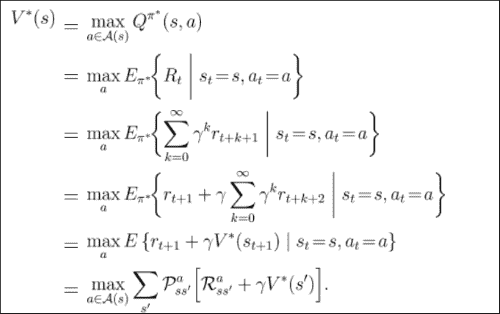 V*(s) = max_{a∈𝒜(s)} Q^{π*}(s, a)
= max_a E_{π*}{ R_t | s_t=s, a_t=a }
= max_a E_{π*}{ ∑_{k=0}^{∞} γ^k r_{t+k+1} | s_t=s, a_t=a }
= max_a E_{π*}{ r_{t+1} + γ ∑_{k=0}^{∞} γ^k r_{t+k+2} | s_t=s, a_t=a }
= max_a E {r_{t+1} + γV*(s_{t+1}) | s_t=s, a_t=a}
= max_{a∈𝒜(s)} ∑_{s'} 𝒫^a_{ss'} [ℛ^a_{ss'} + γV*(s')].